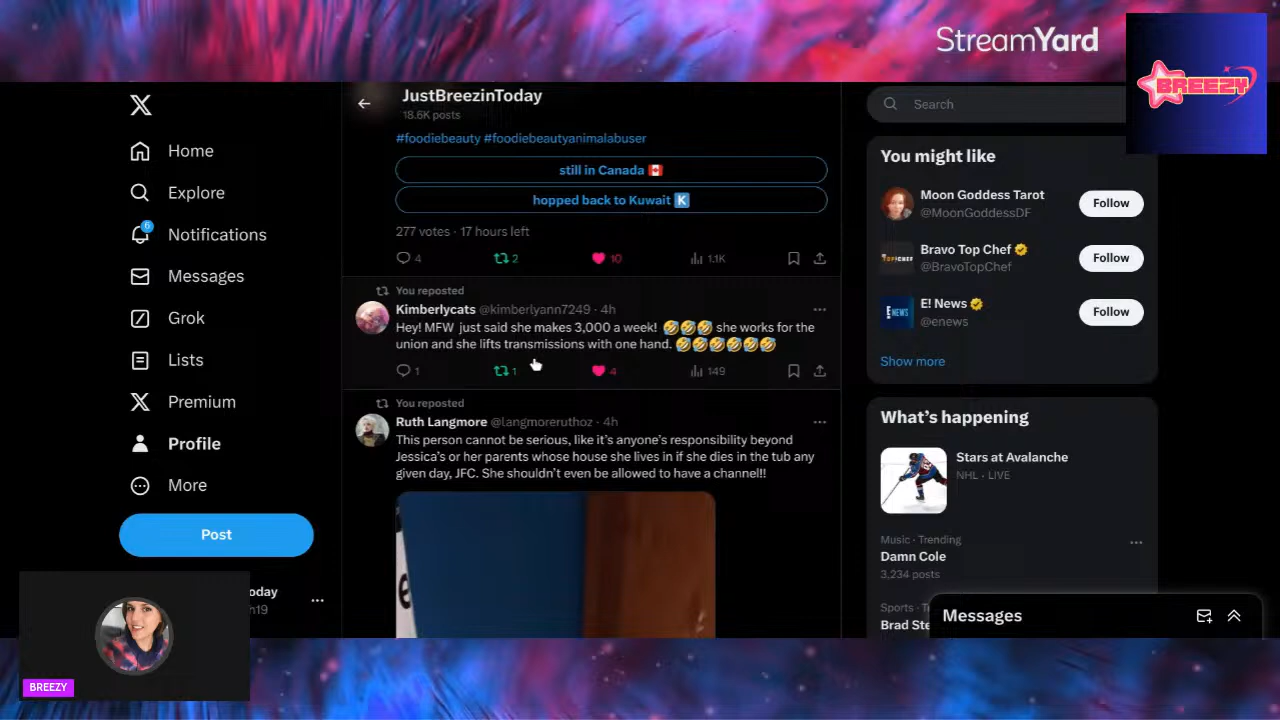 StreamYard
BREEZY
JustBreezinToday
18.6K posts
Search
Home
Explore
6
Notifications
Messages
Grok
Lists
Premium
Profile
More
Post
oday
h19
BREEZY
#foodiebeauty #foodiebeautyanimalabuser
still in Canada 🇨🇦
hopped back to Kuwait K
277 votes · 17 hours left
4 2 10 1.1K
You reposted
Kimberlycats @kimberlyann7249 · 4h
Hey! MFW just said she makes 3,000 a week! 🤣🤣🤣 she works for the
union and she lifts transmissions with one hand. 🤣🤣🤣🤣🤣🤣
1 1 4 149
You reposted
Ruth Langmore @langmoreruthoz · 4h
This person cannot be serious, like it's anyone's responsibility beyond
Jessica's or her parents whose house she lives in if she dies in the tub any
given day, JFC. She shouldn't even be allowed to have a channel!!
e
You might like
Moon Goddess Tarot
@MoonGoddessDF
Follow
Bravo Top Chef
@BravoTopChef
Follow
E! News
@enews
Follow
Show more
What's happening
Stars at Avalanche
NHL · LIVE
Music · Trending
Damn Cole
3,234 posts
Sports · T
Brad Ste
Messages